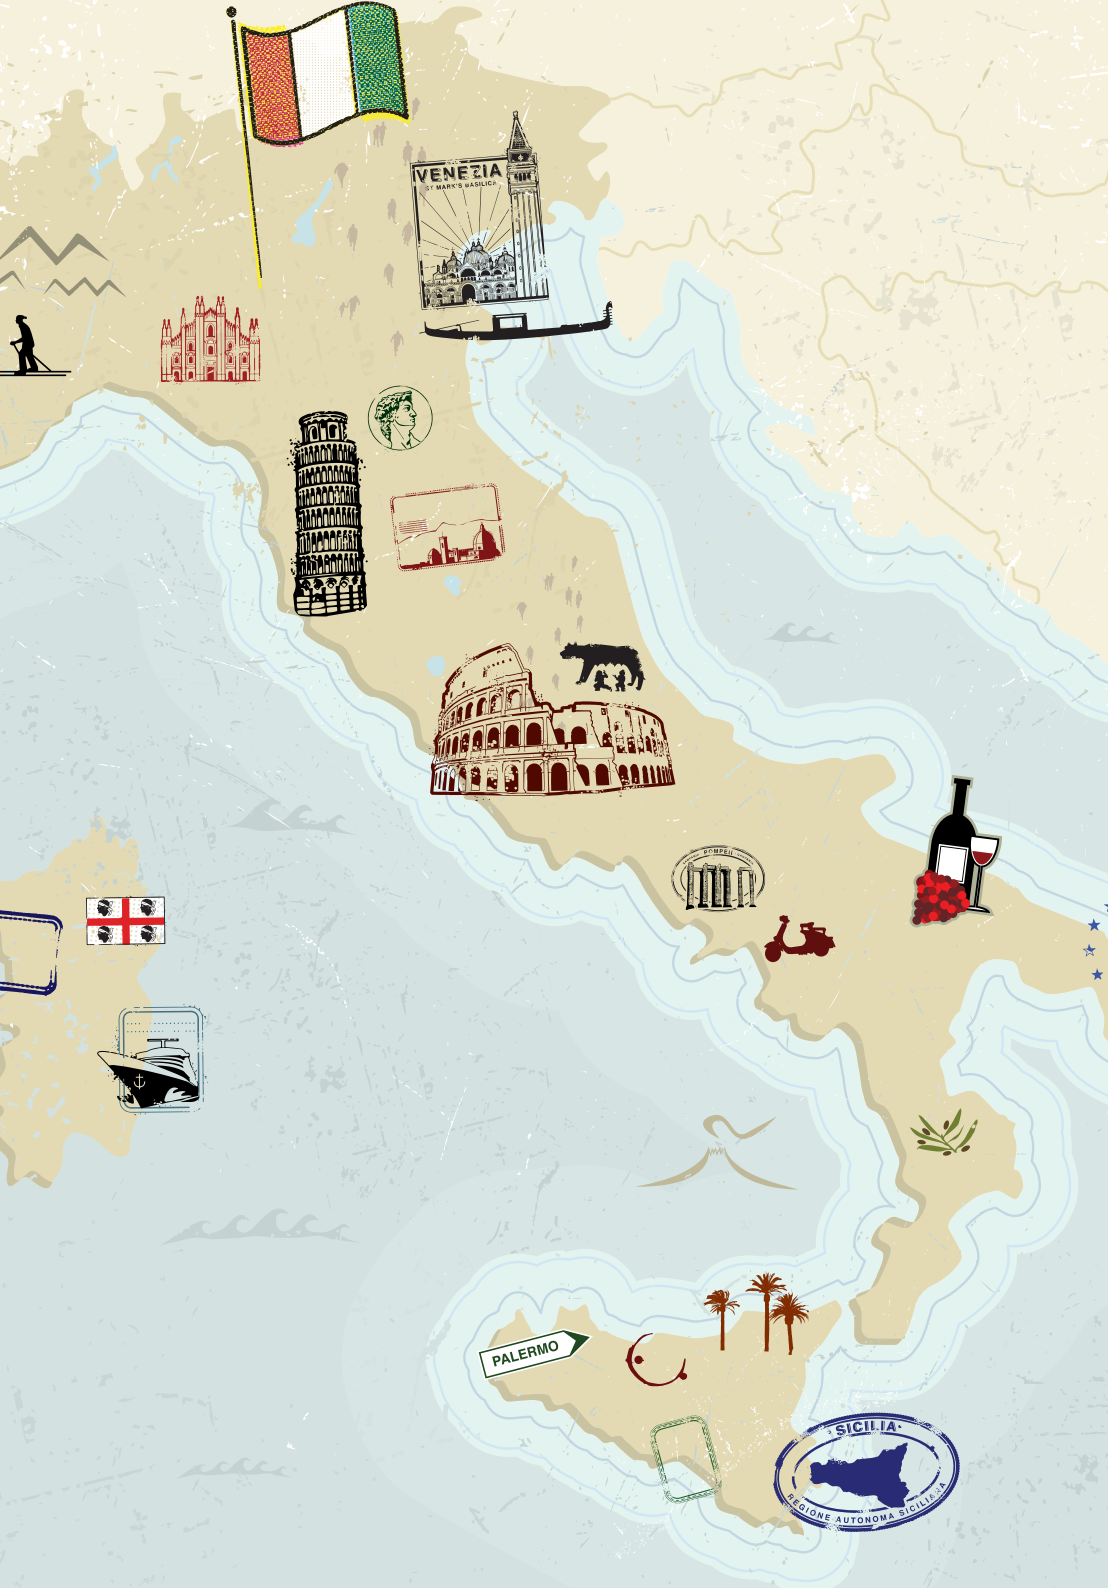 VENEZIA
ST MARK'S BASILICA
POMPEII
PALERMO
SICILIA
REGIONE AUTONOMA SICILIANA